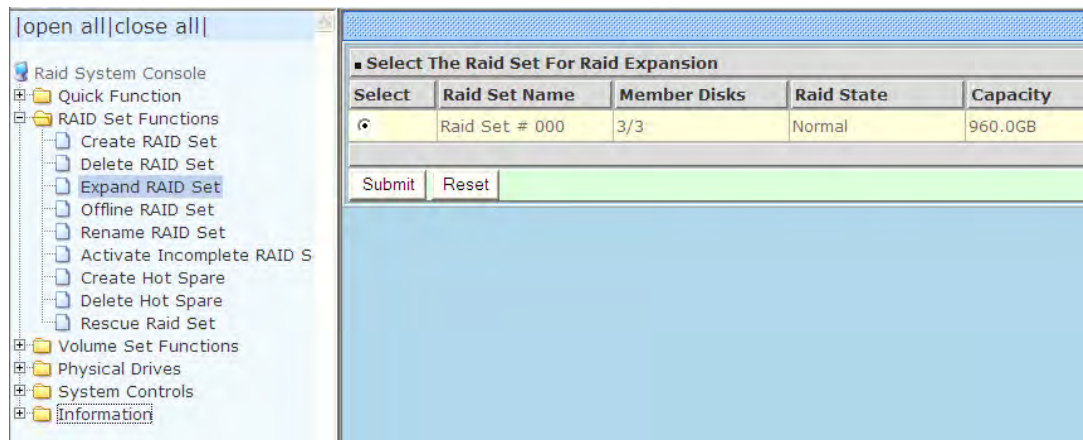 |open all|close all|
Raid System Console
Quick Function
RAID Set Functions
Create RAID Set
Delete RAID Set
Expand RAID Set
Offline RAID Set
Rename RAID Set
Activate Incomplete RAID S
Create Hot Spare
Delete Hot Spare
Rescue Raid Set
Volume Set Functions
Physical Drives
System Controls
Information
Select The Raid Set For Raid Expansion
Select Raid Set Name Member Disks Raid State Capacity
Raid Set # 000 3/3 Normal 960.0GB
Submit Reset